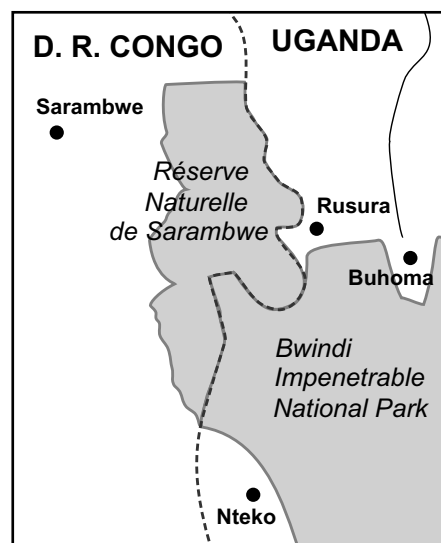 D. R. CONGO
UGANDA
Sarambwe
Réserve
Naturelle
de Sarambwe
Rusura
Buhoma
Bwindi
Impenetrable
National Park
Nteko